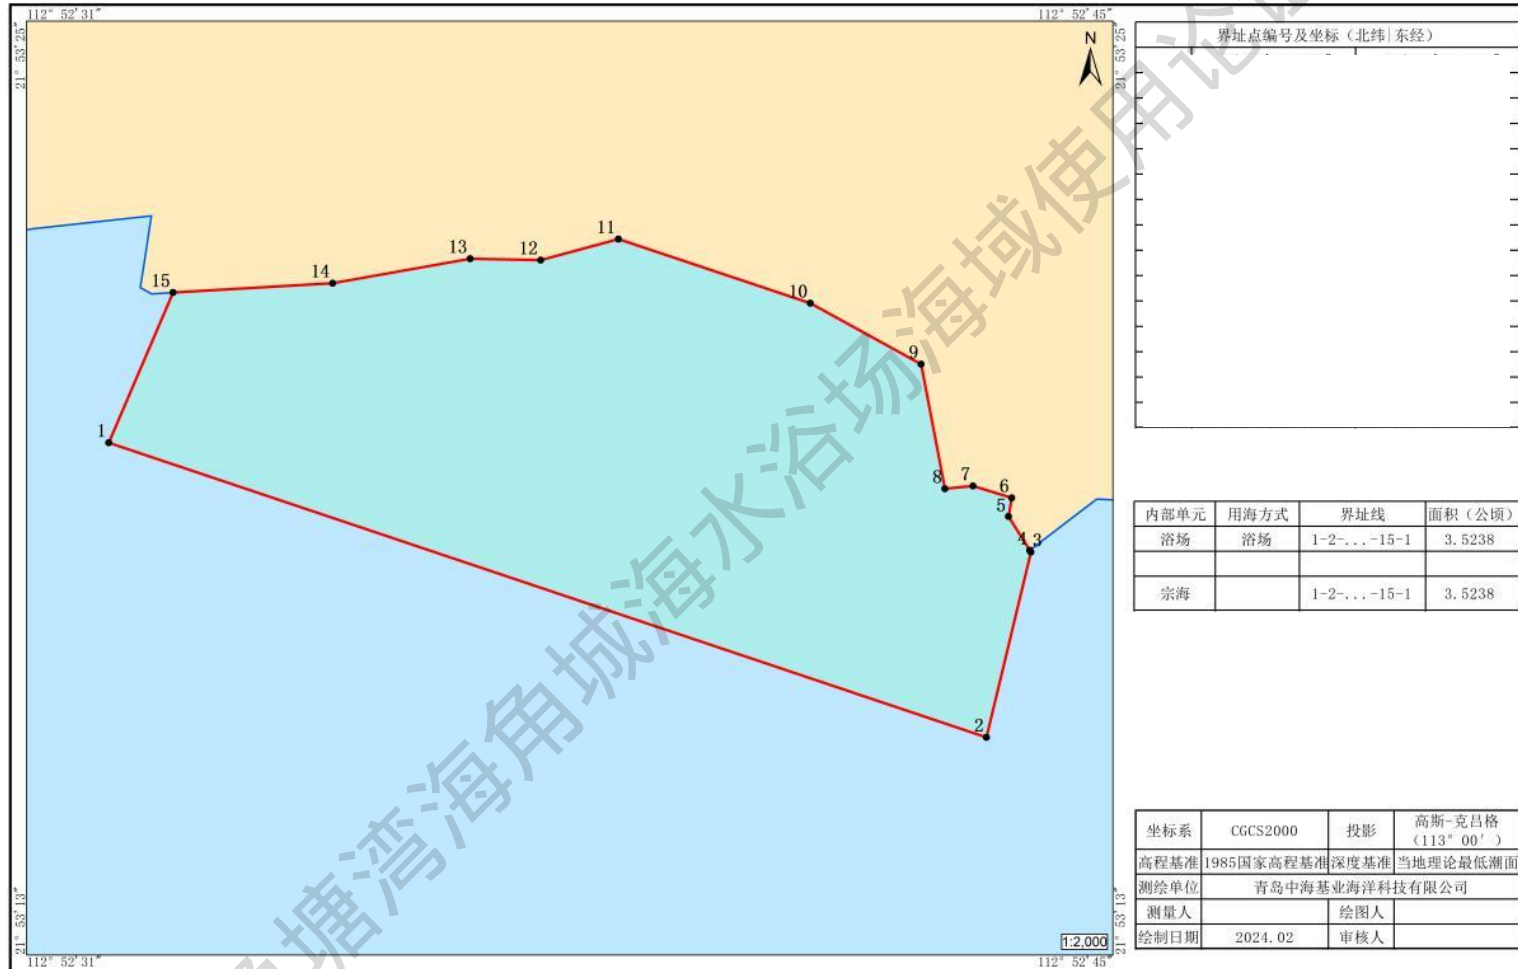 112° 52′31″
112° 52′45″
21° 53′25″
21° 53′25″
N
11
13
12
14
15
10
9
1
8
7
6
5
4
3
2
21° 53′13″
21° 53′13″
1:2,000
112° 52′31″
112° 52′45″
界址点编号及坐标（北纬|东经）
内部单元 用海方式 界址线 面积（公顷）
浴场 浴场 1-2-...-15-1 3.5238
宗海 1-2-...-15-1 3.5238
坐标系 CGCS2000 投影 高斯-克吕格
（113° 00′ ）
高程基准 1985国家高程基准 深度基准 当地理论最低潮面
测绘单位 青岛中海基业海洋科技有限公司
测量人 绘图人
绘制日期 2024.02 审核人
塘湾海角城海水浴场海域使用论